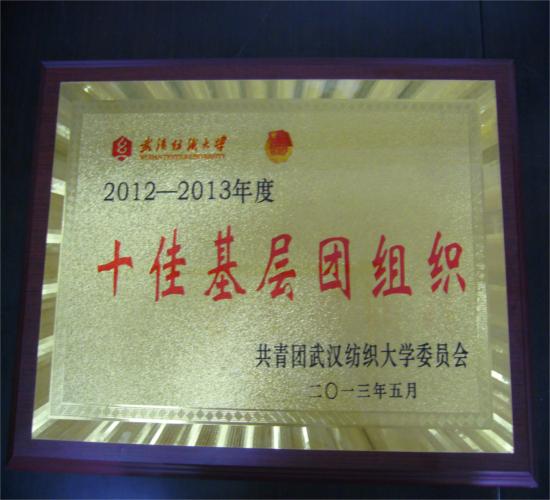 武汉纺织大学
WUHAN TEXTILE UNIVERSITY
2012—2013年度
十佳基层团组织
共青团武汉纺织大学委员会
二〇一三年五月